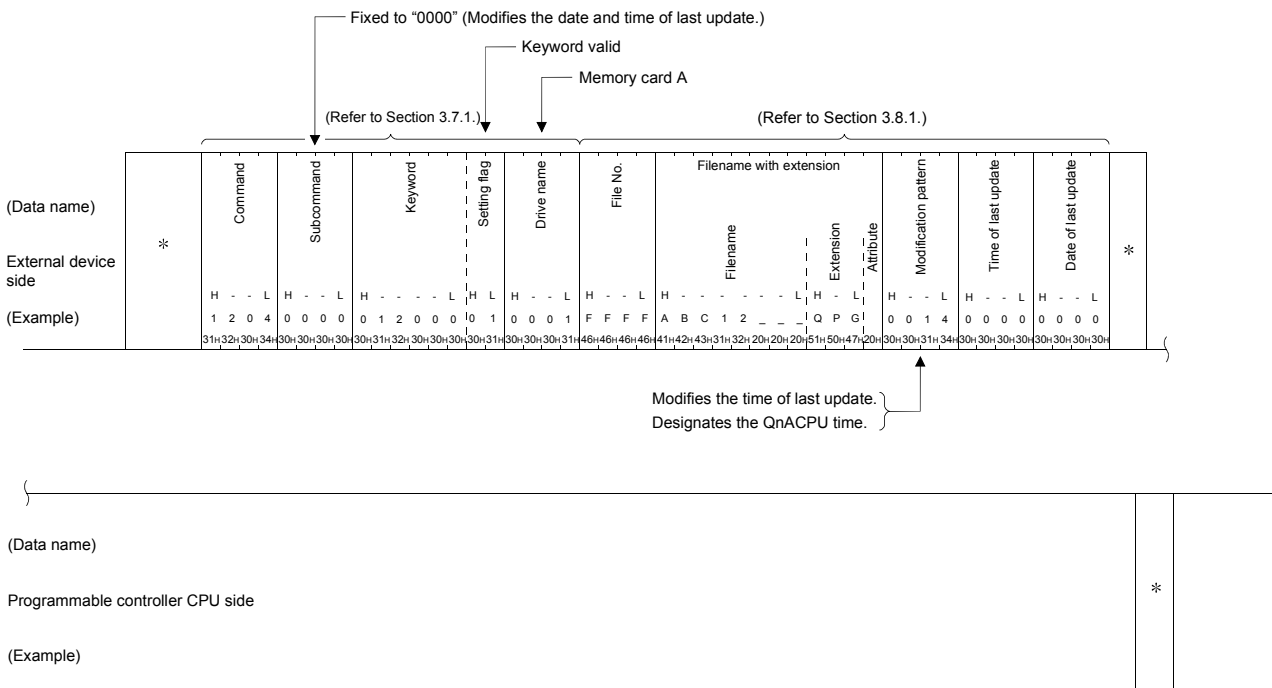 Fixed to “0000” (Modifies the date and time of last update.)
Keyword valid
Memory card A
(Refer to Section 3.7.1.)
(Refer to Section 3.8.1.)
(Data name)
External device
side
(Example)
*
Command
Subcommand
Keyword
Setting flag
Drive name
File No.
Filename with extension
Filename
Extension
Attribute
Modification pattern
Time of last update
Date of last update
*
H - - L H - - L H - - - - L H L H - - L H - - L H - - - - - - L H - L H - - L H - - L H - - L
1 2 0 4 0 0 0 0 0 1 2 0 0 0 0 1 0 0 0 1 F F F F A B C 1 2 _ _ _ Q P G 0 0 1 4 0 0 0 0 0 0 0 0
31H 32H 30H 34H 30H 30H 30H 30H 30H 31H 32H 30H 30H 30H 30H 31H 30H 30H 30H 31H 46H 46H 46H 46H 41H 42H 43H 31H 32H 20H 20H 20H 51H 50H 47H 20H 30H 30H 31H 34H 30H 30H 30H 30H 30H 30H 30H 30H
Modifies the time of last update.
Designates the QnACPU time.
(Data name)
Programmable controller CPU side
(Example)
*